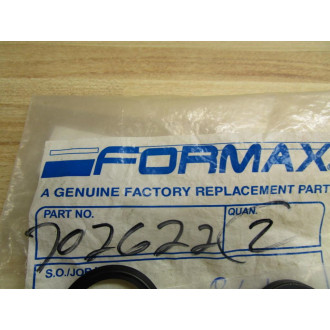 FORMAX
A GENUINE FACTORY REPLACEMENT PART
PART NO. QUAN.
702622 2
S.O./JOB